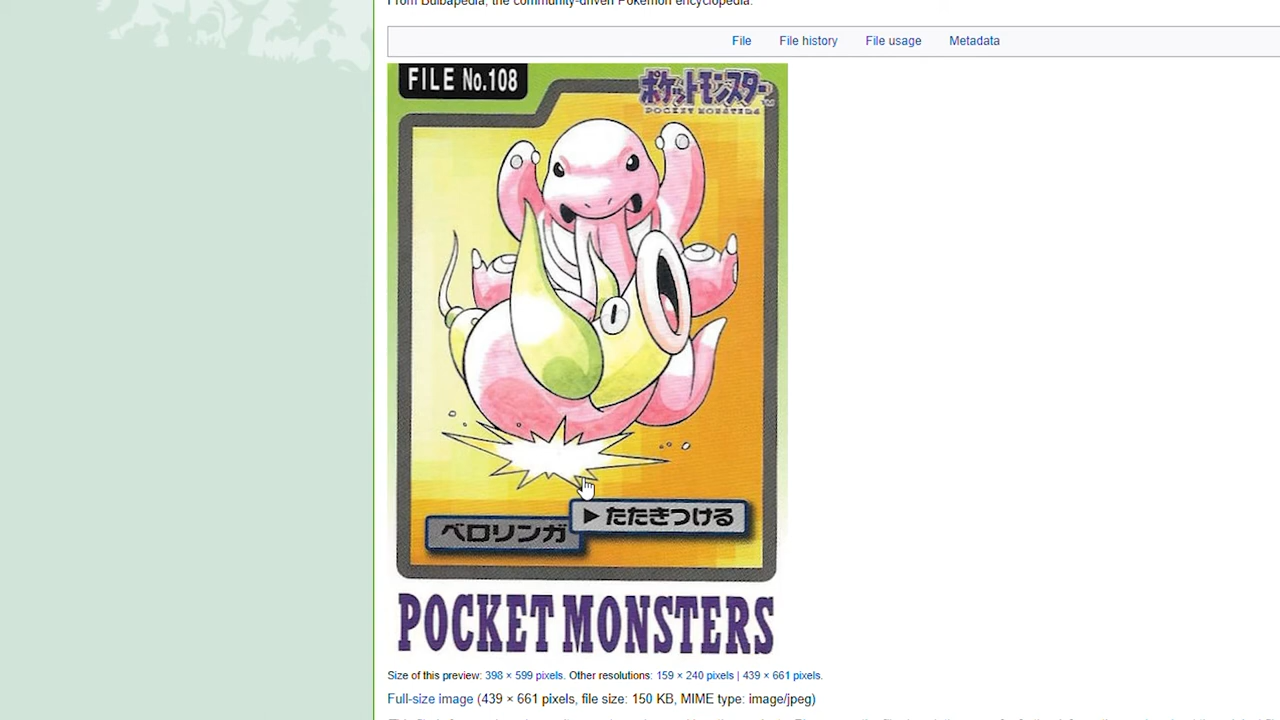 From Bulbapedia, the community-driven Pokémon encyclopedia.
File File history File usage Metadata
FILE No.108
ポケットモンスター
POCKET MONSTERS
TM
▶たたきつける
ベロリンガ
POCKET MONSTERS
Size of this preview: 398 × 599 pixels. Other resolutions: 159 × 240 pixels | 439 × 661 pixels.
Full-size image (439 × 661 pixels, file size: 150 KB, MIME type: image/jpeg)